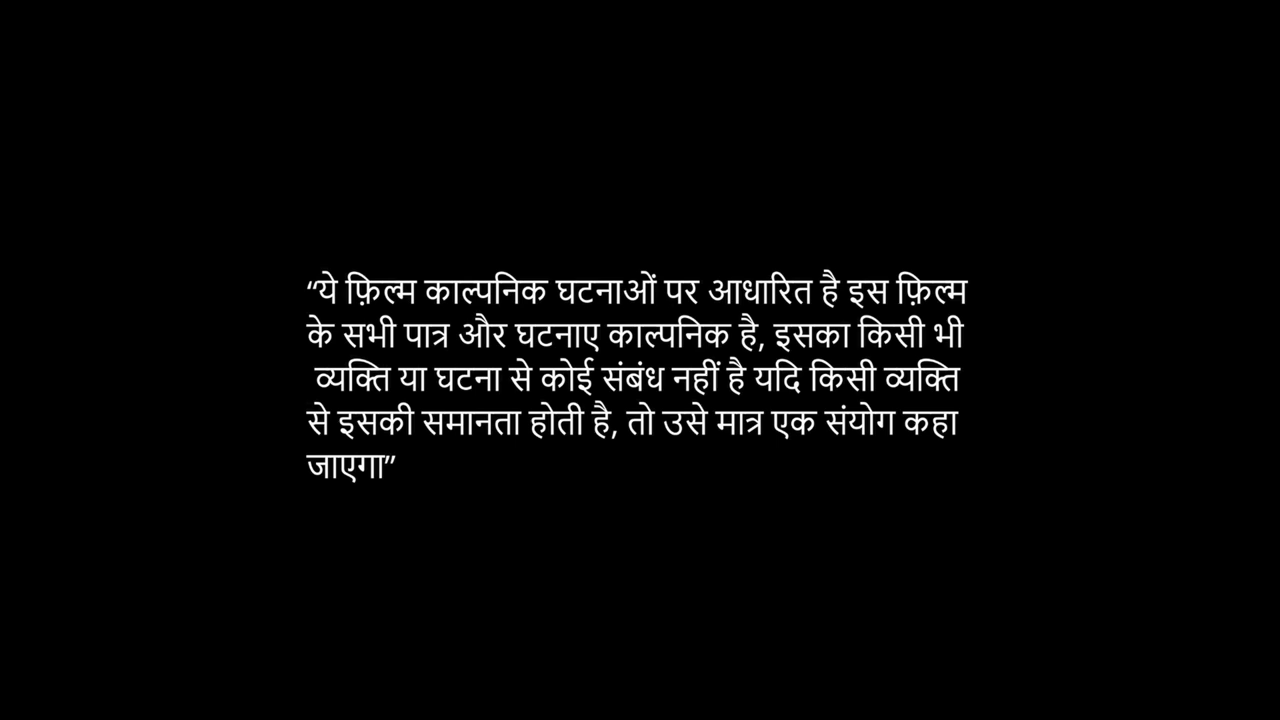 “ये फ़िल्म काल्पनिक घटनाओं पर आधारित है इस फ़िल्म
के सभी पात्र और घटनाए काल्पनिक है, इसका किसी भी
व्यक्ति या घटना से कोई संबंध नहीं है यदि किसी व्यक्ति
से इसकी समानता होती है, तो उसे मात्र एक संयोग कहा
जाएगा”